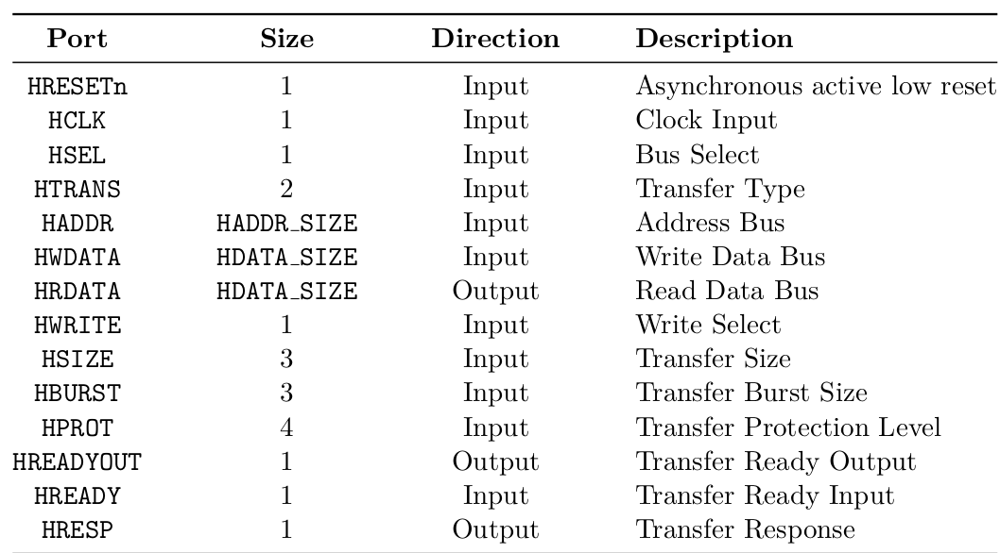 Port Size Direction Description
HRESETn 1 Input Asynchronous active low reset
HCLK 1 Input Clock Input
HSEL 1 Input Bus Select
HTRANS 2 Input Transfer Type
HADDR HADDR_SIZE Input Address Bus
HWDATA HDATA_SIZE Input Write Data Bus
HRDATA HDATA_SIZE Output Read Data Bus
HWRITE 1 Input Write Select
HSIZE 3 Input Transfer Size
HBURST 3 Input Transfer Burst Size
HPROT 4 Input Transfer Protection Level
HREADYOUT 1 Output Transfer Ready Output
HREADY 1 Input Transfer Ready Input
HRESP 1 Output Transfer Response